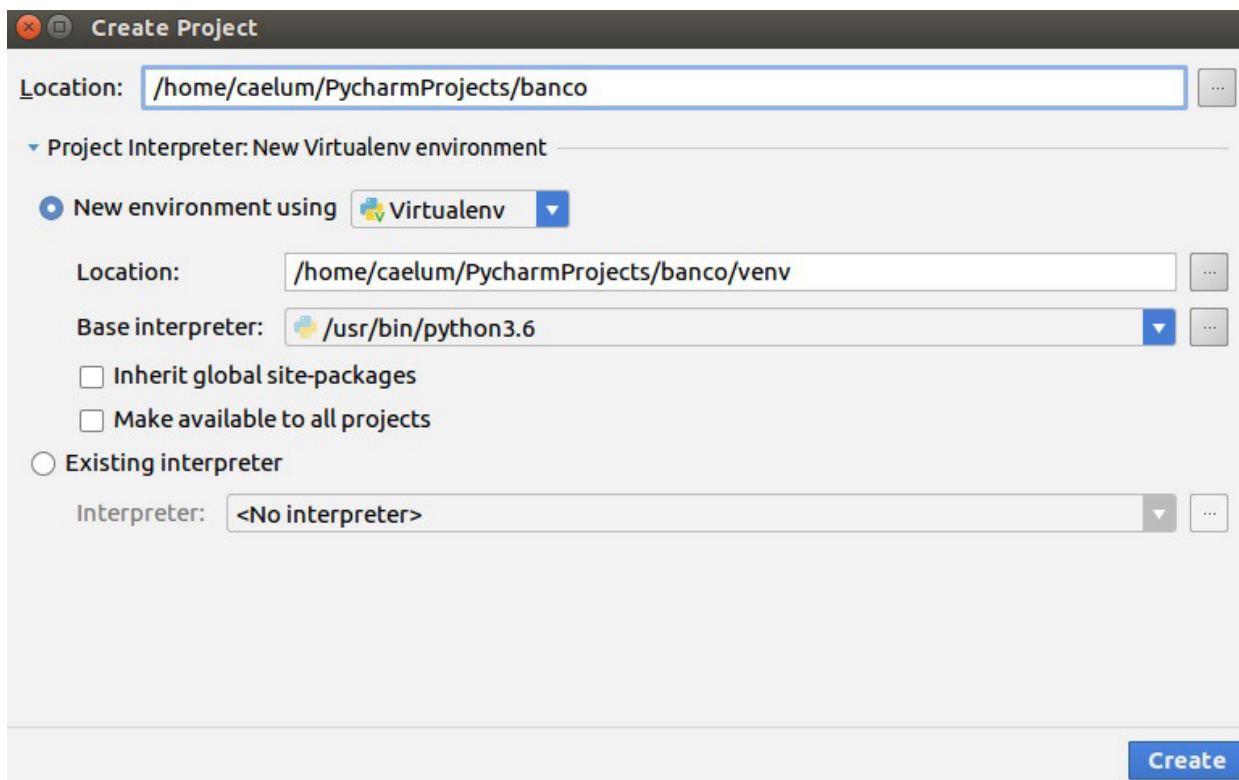 Create Project
Location: /home/caelum/PycharmProjects/banco ...
Project Interpreter: New Virtualenv environment
New environment using Virtualenv
Location: /home/caelum/PycharmProjects/banco/venv ...
Base interpreter: /usr/bin/python3.6 ...
Inherit global site-packages
Make available to all projects
Existing interpreter
Interpreter: <No interpreter> ...
Create